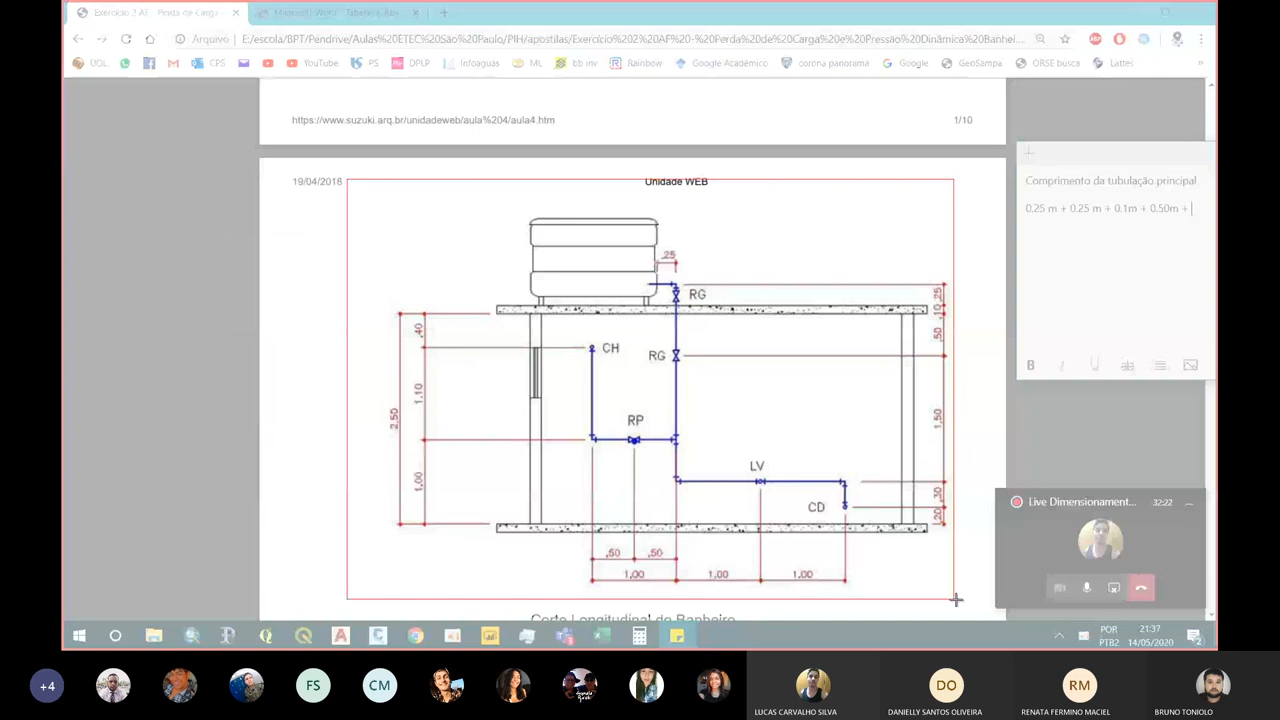 Exercício 2 AF - Perda de Carga
Microsoft Word - Tabelas
Arquivo
E:/escola/BPT/Pendrive/Aulas%20ETEC%20São%20Paulo/PIH/apostilas/Exercício%202%20AF%20-%20Perda%20de%20Carga%20e%20Pressão%20Dinâmica%20Banhei...
UOL
CPS
YouTube
PS
DPLP
Infoaguas
ML
bb inv
Rainbow
Google Acadêmico
corona panorama
Google
GeoSampa
ORSE busca
Lattes
»
https://www.suzuki.arq.br/unidadeweb/aula%204/aula4.htm
1/10
19/04/2018
Unidade WEB
Comprimento da tubulação principal
0.25 m + 0.25 m + 0.1m + 0.50m +
,25
RG
,25
,10
,50
,40
CH
RG
1,10
2,50
RP
1,50
LV
1,00
,30
CD
,20
,50
,50
1,00
1,00
1,00
Corte Longitudinal do Banheiro
B I ab
Live Dimensionament...
32:22
POR
PTB2
21:37
14/05/2020
2
+4
FS
CM
DO
RM
LUCAS CARVALHO SILVA
DANIELLY SANTOS OLIVEIRA
RENATA FERMINO MACIEL
BRUNO TONIOLO